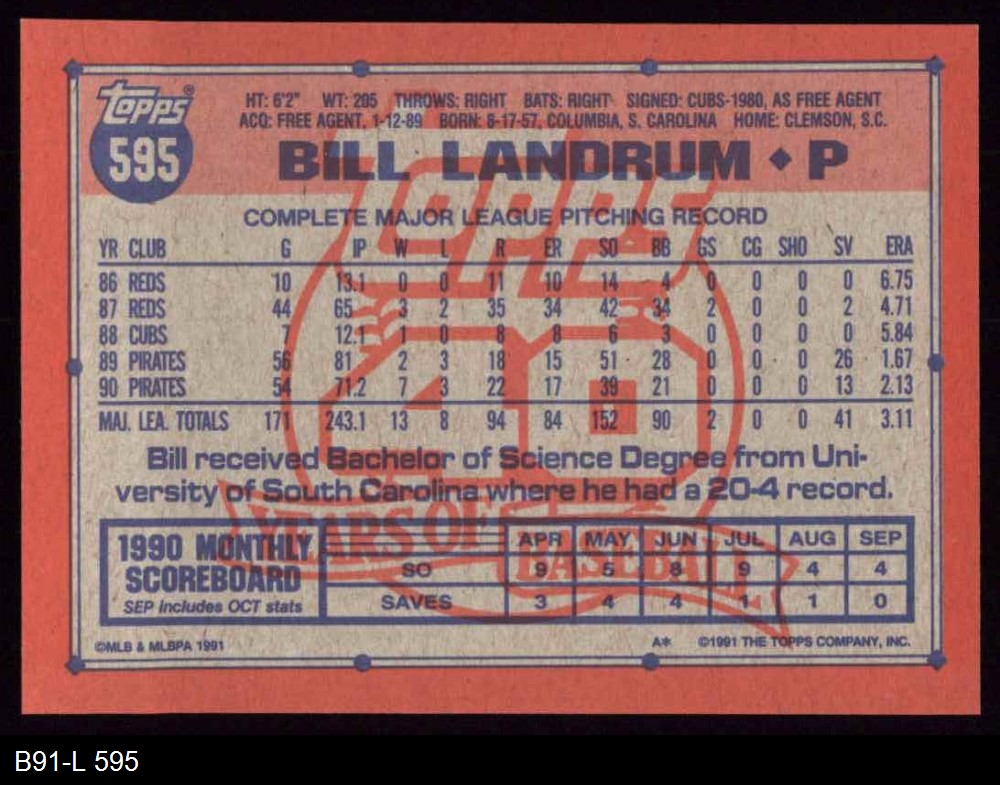 Topps®
595
HT: 6'2" WT: 205 THROWS: RIGHT BATS: RIGHT SIGNED: CUBS-1980, AS FREE AGENT
ACQ: FREE AGENT, 1-12-89 BORN: 8-17-57, COLUMBIA, S. CAROLINA HOME: CLEMSON, S.C.
BILL LANDRUM ◆ P
TOPPS
40
YEARS OF
BASEBALL
COMPLETE MAJOR LEAGUE PITCHING RECORD
YR CLUB G IP W L R ER SO BB GS CG SHO SV ERA
86 REDS 10 13.1 0 0 11 10 14 4 0 0 0 0 6.75
87 REDS 44 65 3 2 35 34 42 34 2 0 0 2 4.71
88 CUBS 7 12.1 1 0 8 8 6 3 0 0 0 0 5.84
89 PIRATES 56 81 2 3 18 15 51 28 0 0 0 26 1.67
90 PIRATES 54 71.2 7 3 22 17 39 21 0 0 0 13 2.13
MAJ. LEA. TOTALS 171 243.1 13 8 94 84 152 90 2 0 0 41 3.11
Bill received Bachelor of Science Degree from Uni-
versity of South Carolina where he had a 20-4 record.
1990 MONTHLY
SCOREBOARD
SEP includes OCT stats
APR MAY JUN JUL AUG SEP
SO 9 5 8 9 4 4
SAVES 3 4 4 1 1 0
©MLB & MLBPA 1991 A* ©1991 THE TOPPS COMPANY, INC.
B91-L 595